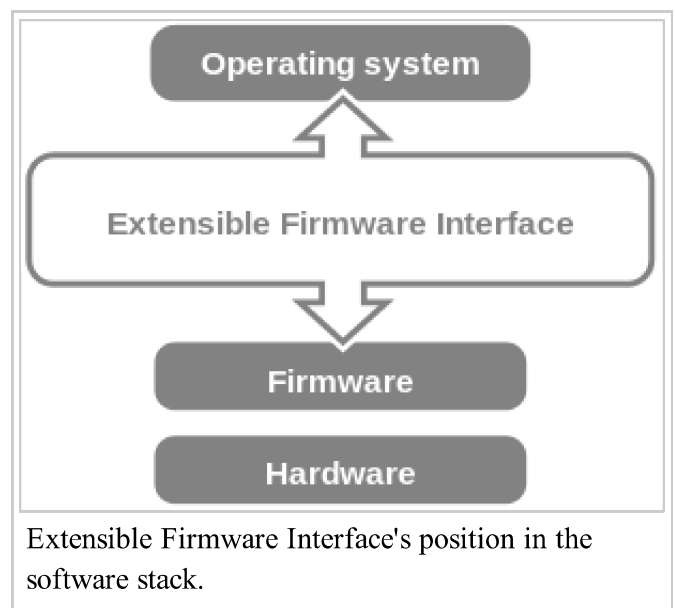 Operating system
Extensible Firmware Interface
Firmware
Hardware
Extensible Firmware Interface's position in the
software stack.